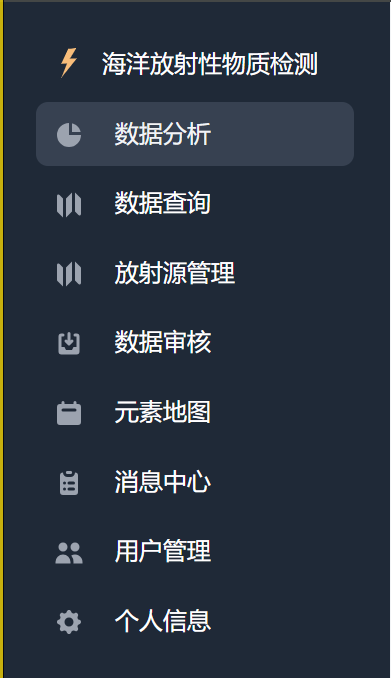 海洋放射性物质检测
数据分析
数据查询
放射源管理
数据审核
元素地图
消息中心
用户管理
个人信息